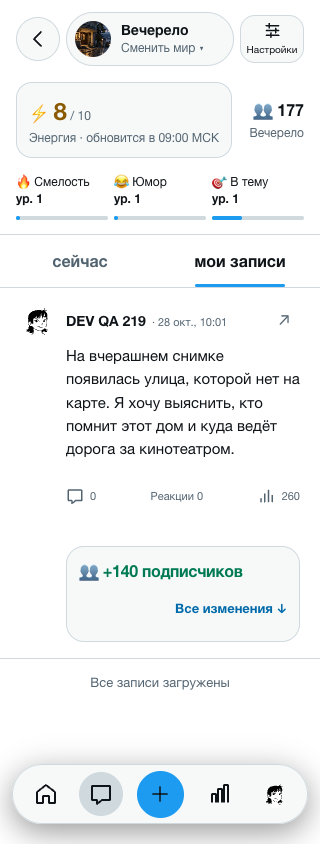 Вечерело
Сменить мир ▾
Настройки
⚡ 8 / 10
Энергия · обновится в 09:00 МСК
👥 177
Вечерело
🔥 Смелость
ур. 1
😂 Юмор
ур. 1
🎯 В тему
ур. 1
сейчас
мои записи
DEV QA 219 · 28 окт., 10:01
На вчерашнем снимке
появилась улица, которой нет на
карте. Я хочу выяснить, кто
помнит этот дом и куда ведёт
дорога за кинотеатром.
0
Реакции 0
260
👥 +140 подписчиков
Все изменения ↓
Все записи загружены